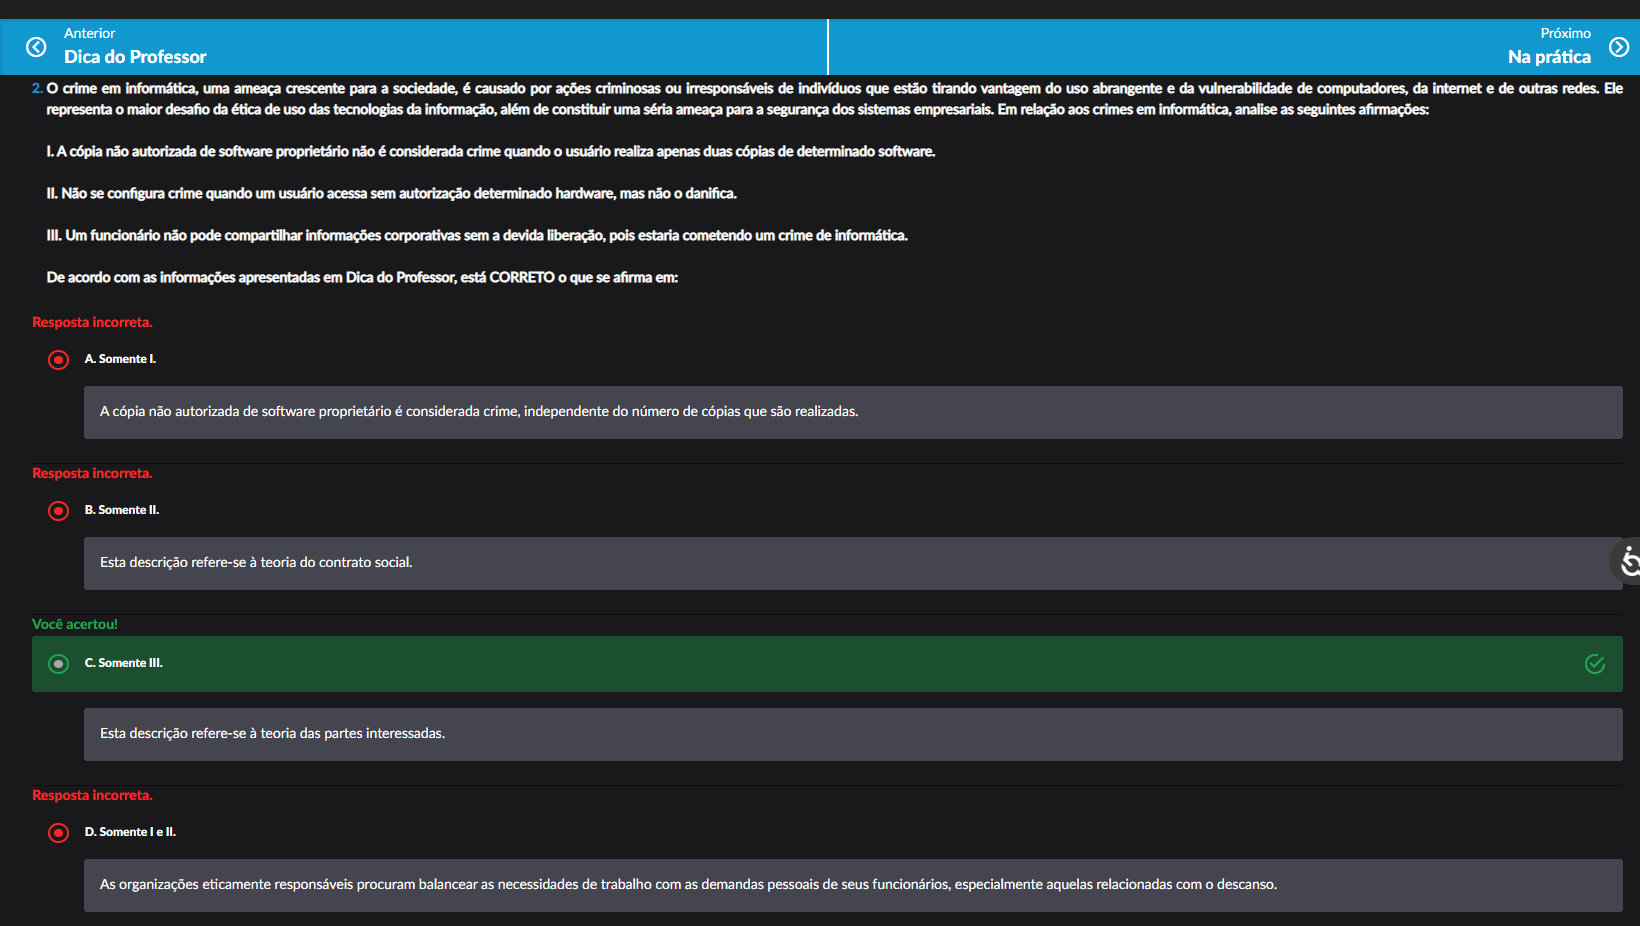 Anterior
Dica do Professor
Próximo
Na prática
2. O crime em informática, uma ameaça crescente para a sociedade, é causado por ações criminosas ou irresponsáveis de indivíduos que estão tirando vantagem do uso abrangente e da vulnerabilidade de computadores, da internet e de outras redes. Ele
representa o maior desafio da ética de uso das tecnologias da informação, além de constituir uma séria ameaça para a segurança dos sistemas empresariais. Em relação aos crimes em informática, analise as seguintes afirmações:
I. A cópia não autorizada de software proprietário não é considerada crime quando o usuário realiza apenas duas cópias de determinado software.
II. Não se configura crime quando um usuário acessa sem autorização determinado hardware, mas não o danifica.
III. Um funcionário não pode compartilhar informações corporativas sem a devida liberação, pois estaria cometendo um crime de informática.
De acordo com as informações apresentadas em Dica do Professor, está CORRETO o que se afirma em:
Resposta incorreta.
A. Somente I.
A cópia não autorizada de software proprietário é considerada crime, independente do número de cópias que são realizadas.
Resposta incorreta.
B. Somente II.
Esta descrição refere-se à teoria do contrato social.
Você acertou!
C. Somente III.
Esta descrição refere-se à teoria das partes interessadas.
Resposta incorreta.
D. Somente I e II.
As organizações eticamente responsáveis procuram balancear as necessidades de trabalho com as demandas pessoais de seus funcionários, especialmente aquelas relacionadas com o descanso.